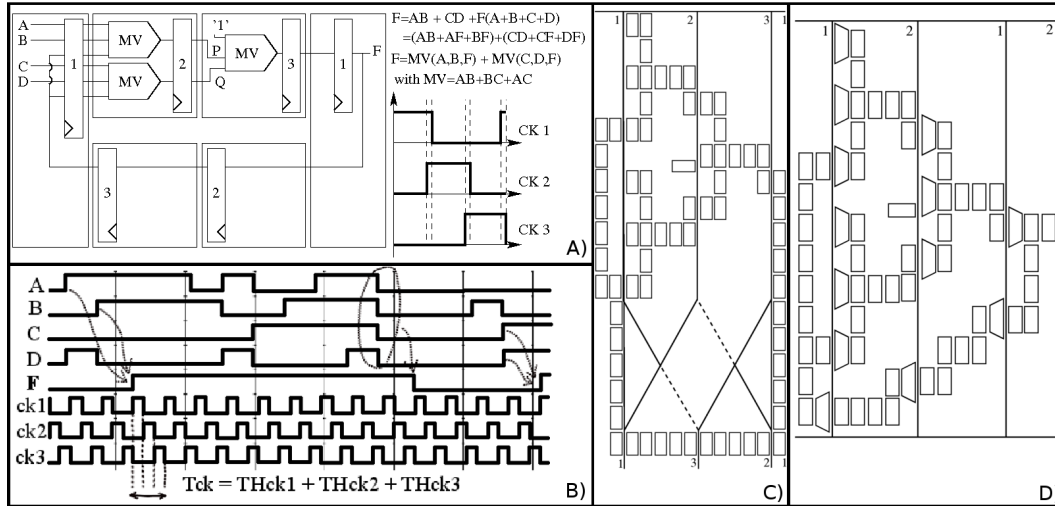 A
B
C
D
MV
MV
1
2
'1'
P
Q
MV
3
1
F
3
2
F=AB + CD +F(A+B+C+D)
=(AB+AF+BF)+(CD+CF+DF)
F=MV(A,B,F) + MV(C,D,F)
with MV=AB+BC+AC
CK 1
CK 2
CK 3
A)
A
B
C
D
F
ck1
ck2
ck3
Tck = THck1 + THck2 + THck3
B)
1
2
3
1
3
2
1
C)
1
2
1
2
D)